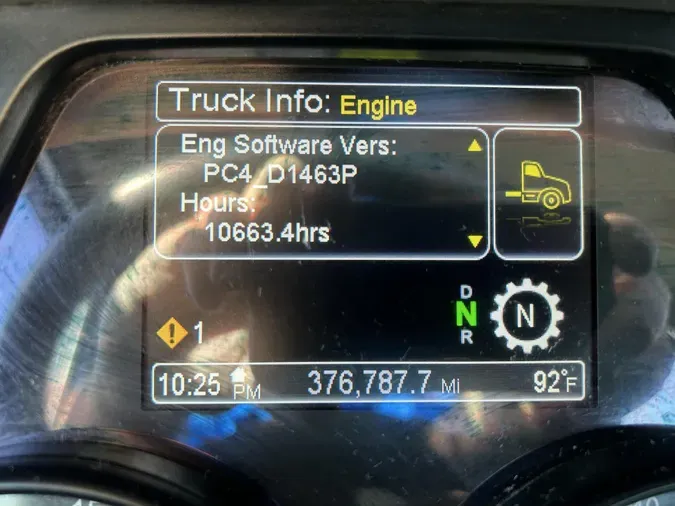 Truck Info: Engine
Eng Software Vers:
PC4_D1463P
Hours:
10663.4hrs
D
N
R
N
! 1
10:25 PM 376,787.7 Mi 92°F